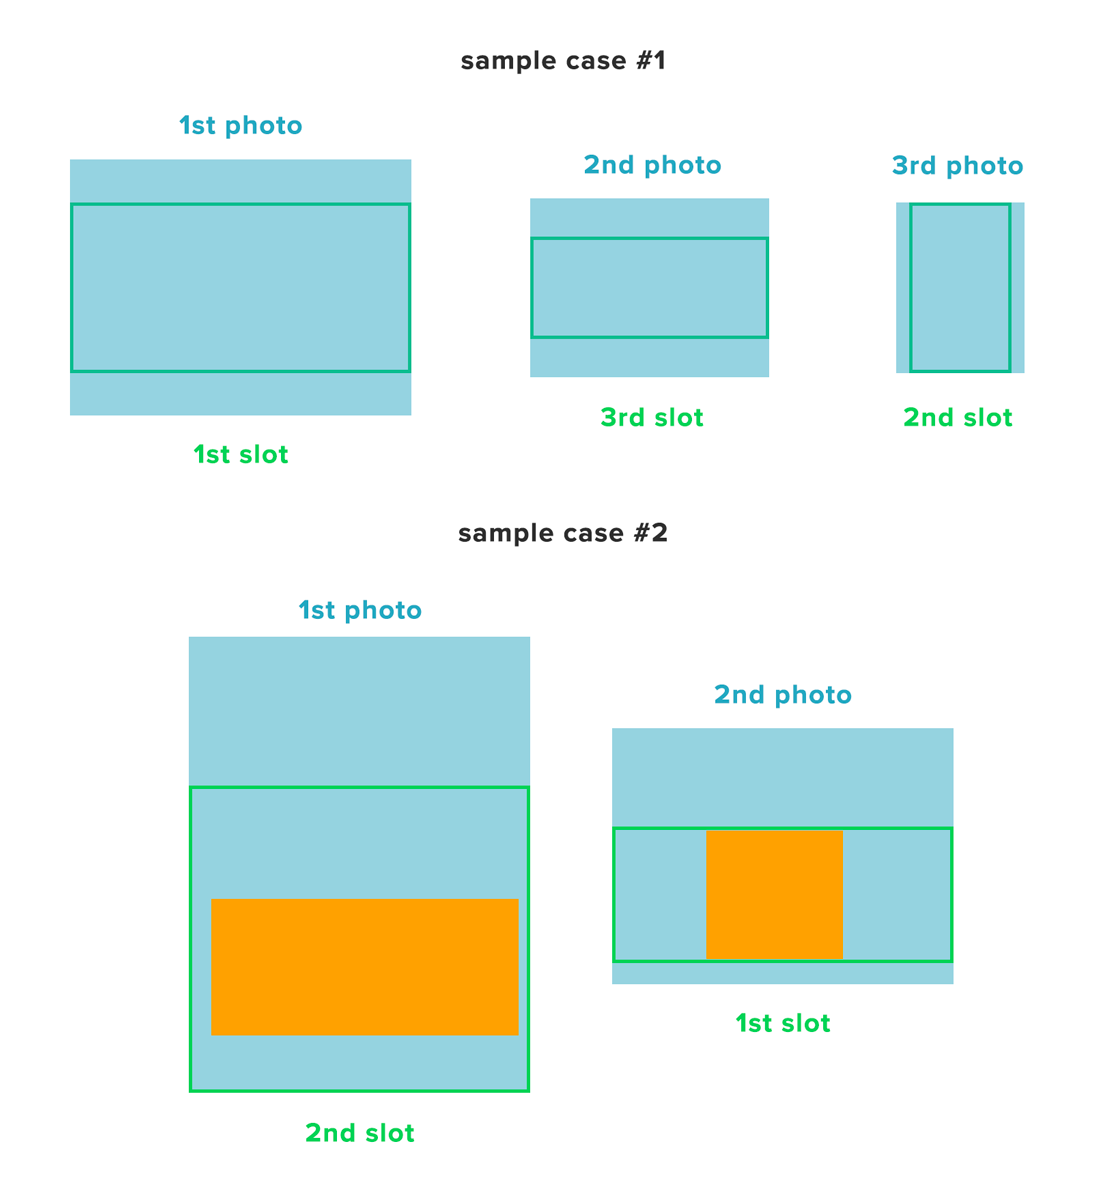 sample case #1
1st photo
2nd photo
3rd photo
3rd slot
2nd slot
1st slot
sample case #2
1st photo
2nd photo
1st slot
2nd slot